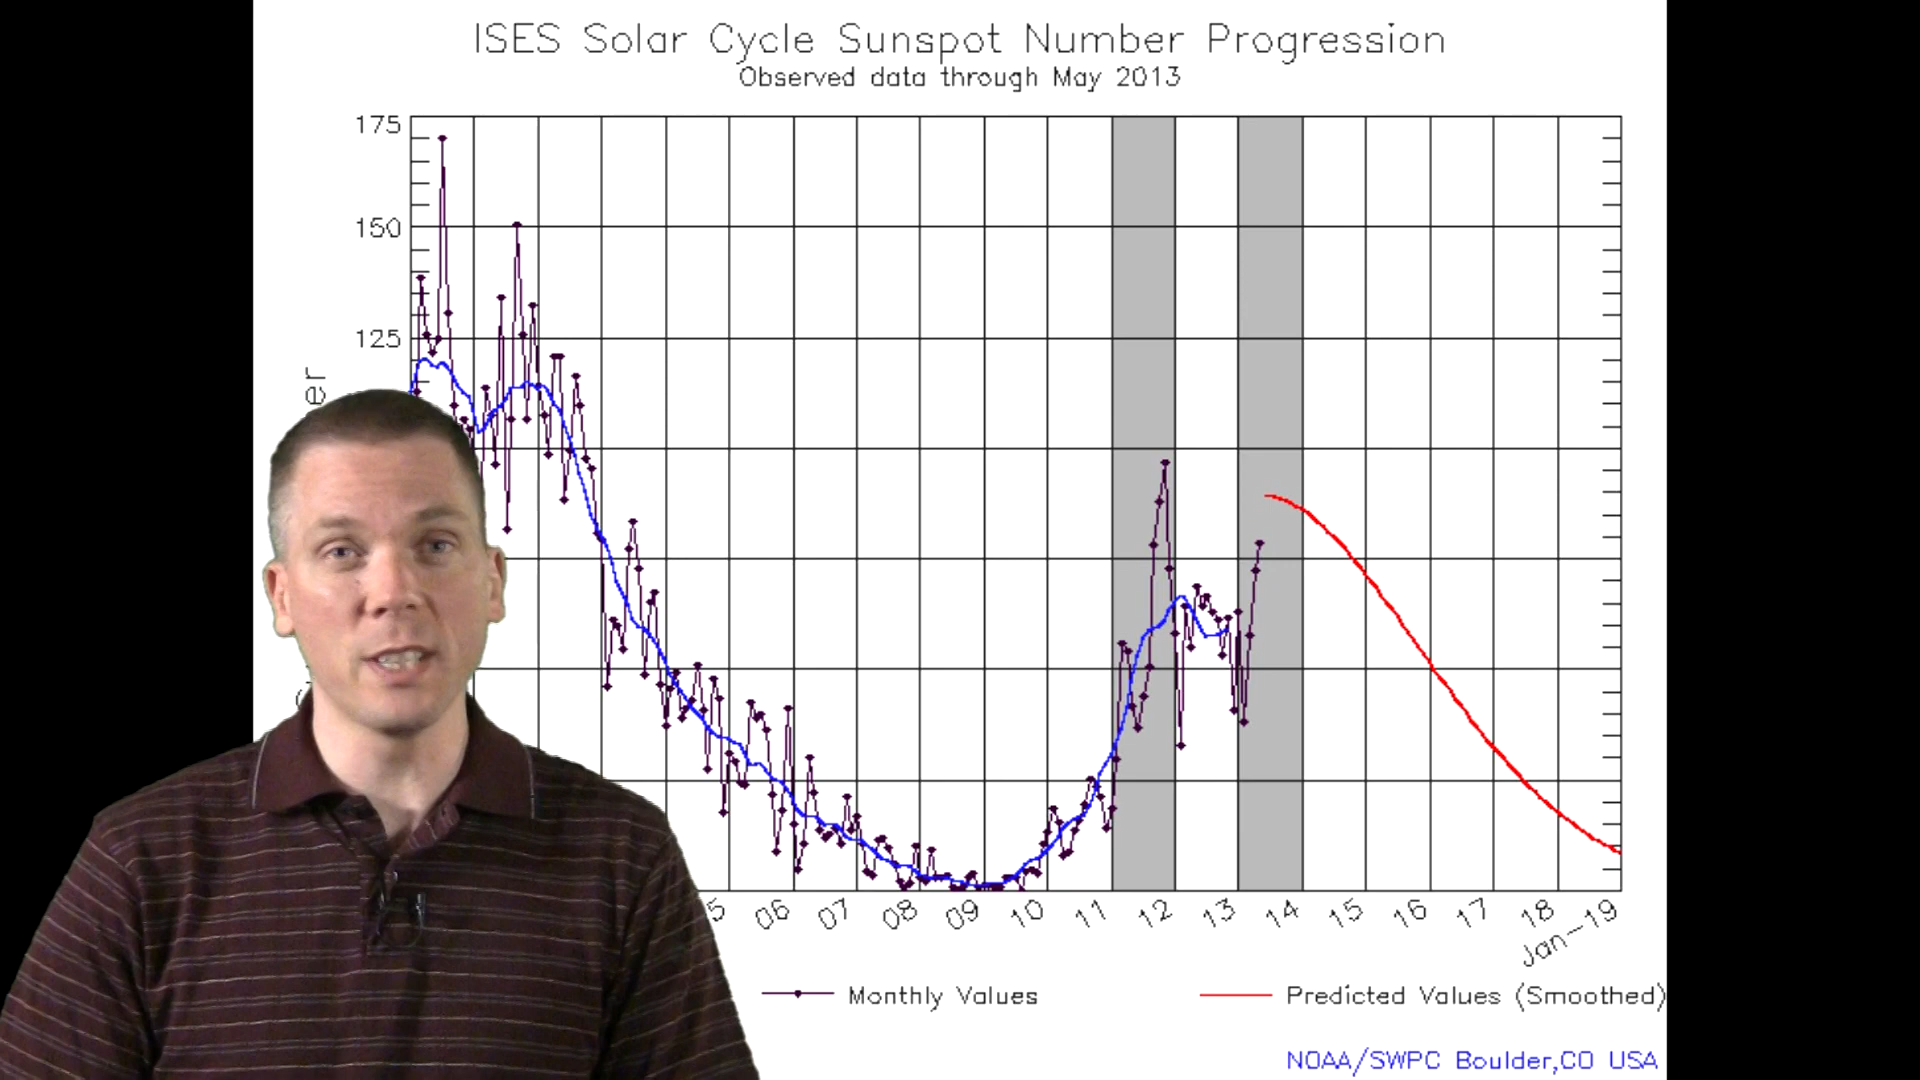 ISES Solar Cycle Sunspot Number Progression
Observed data through May 2013
175
150
125
er
5 06 07 08 09 10 11 12 13 14 15 16 17 18 Jan-19
Monthly Values
Predicted Values (Smoothed)
NOAA/SWPC Boulder,CO USA